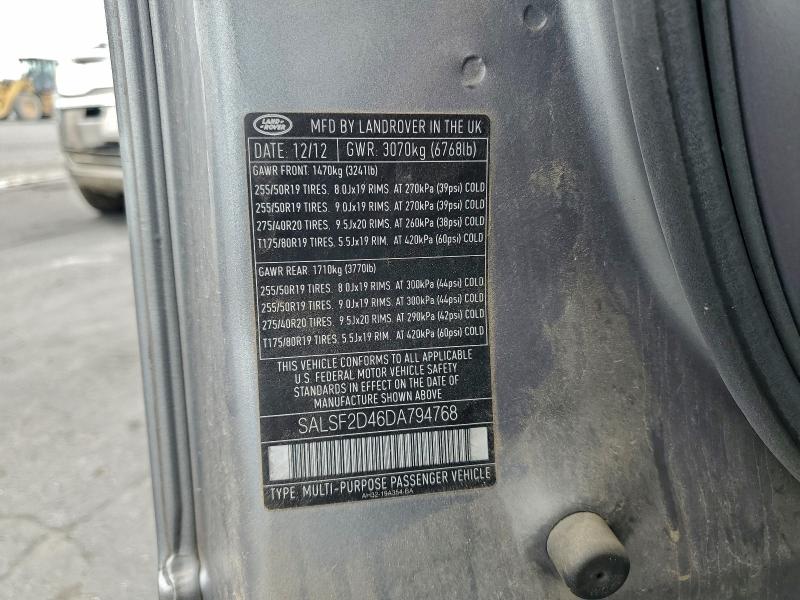 LAND ROVER
MFD BY LANDROVER IN THE UK
DATE: 12/12 GWR: 3070kg (6768lb)
GAWR FRONT: 1470kg (3241lb)
255/50R19 TIRES. 8.0Jx19 RIMS. AT 270kPa (39psi) COLD
255/50R19 TIRES. 9.0Jx19 RIMS. AT 270kPa (39psi) COLD
275/40R20 TIRES. 9.5Jx20 RIMS. AT 260kPa (38psi) COLD
T175/80R19 TIRES. 5.5Jx19 RIM. AT 420kPa (60psi) COLD
GAWR REAR: 1710kg (3770lb)
255/50R19 TIRES. 8.0Jx19 RIMS. AT 300kPa (44psi) COLD
255/50R19 TIRES. 9.0Jx19 RIMS. AT 300kPa (44psi) COLD
275/40R20 TIRES. 9.5Jx20 RIMS. AT 290kPa (42psi) COLD
T175/80R19 TIRES. 5.5Jx19 RIM. AT 420kPa (60psi) COLD
THIS VEHICLE CONFORMS TO ALL APPLICABLE
U.S. FEDERAL MOTOR VEHICLE SAFETY
STANDARDS IN EFFECT ON THE DATE OF
MANUFACTURE SHOWN ABOVE
SALSF2D46DA794768
TYPE: MULTI-PURPOSE PASSENGER VEHICLE
AH32-19A354-BA